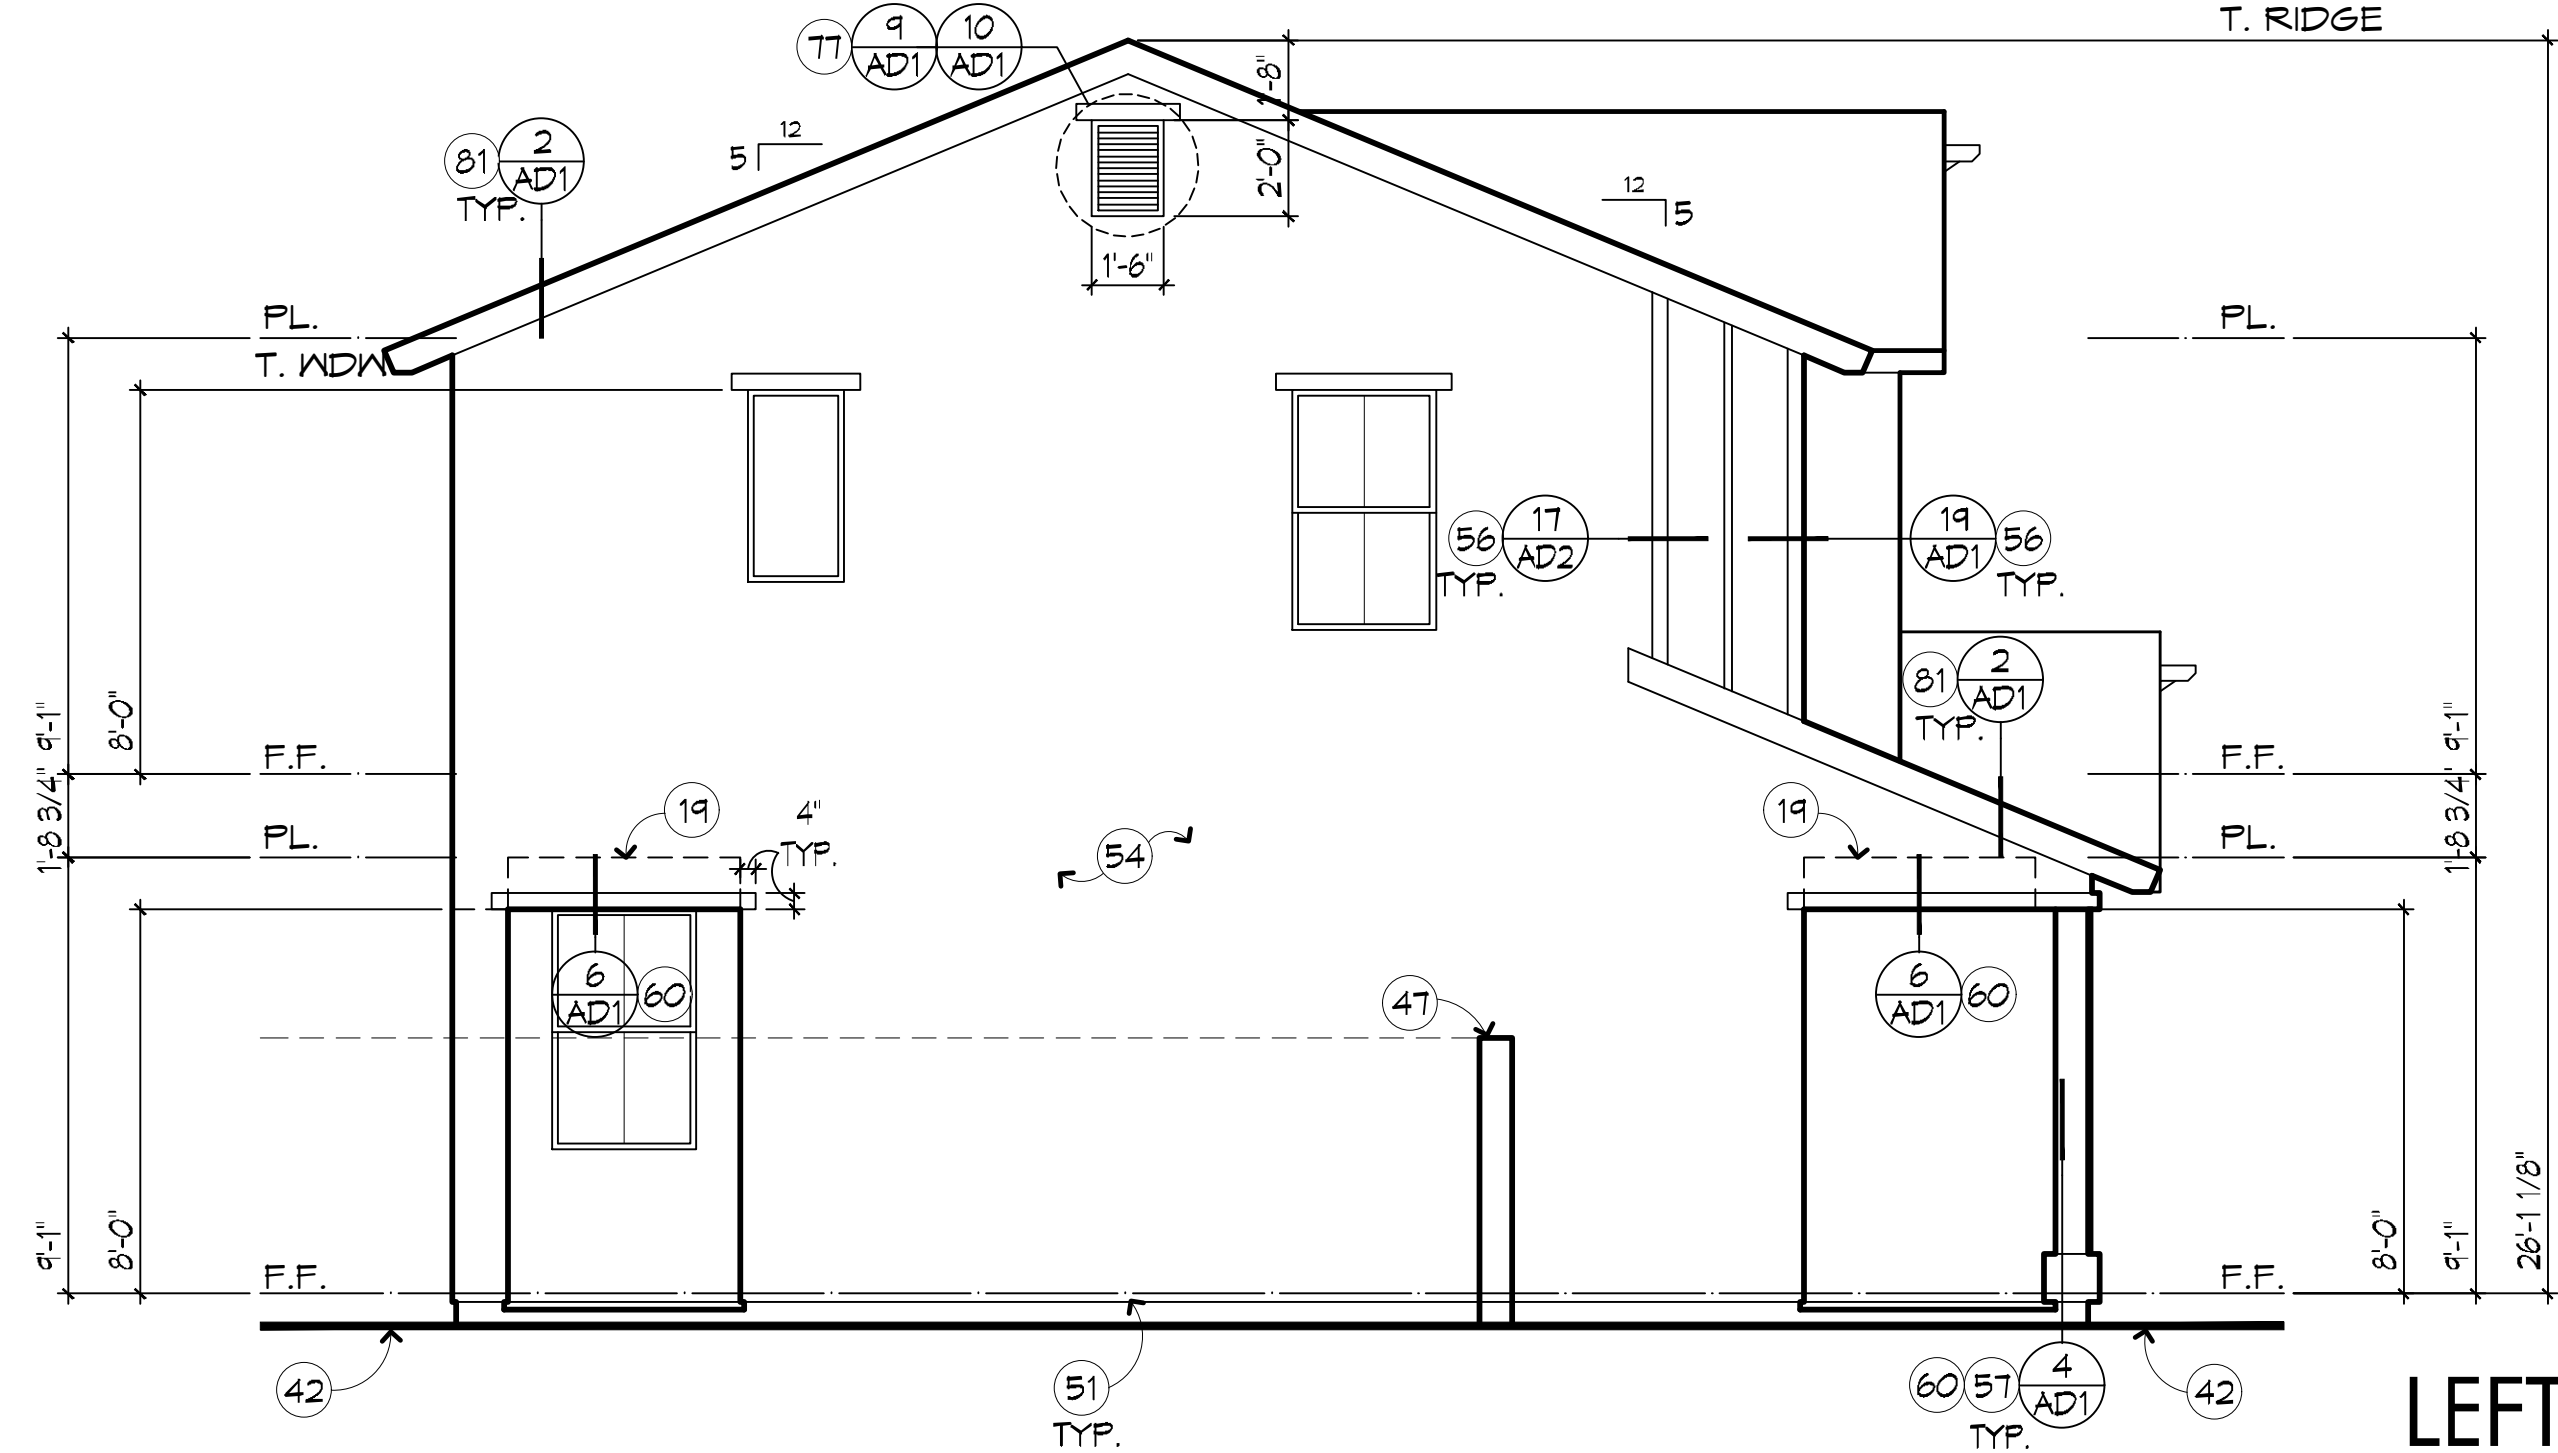 T. RIDGE
77
9
AD1
10
AD1
1'-8"
2'-0"
1'-6"
81
2
AD1
TYP.
12
5
12
5
PL.
T. WDW
PL.
56
17
AD2
TYP.
19
AD1
56
TYP.
81
2
AD1
TYP.
9'-1"
8'-0"
9'-1"
F.F.
F.F.
1'-8 3/4"
1'-8 3/4"
19
4"
TYP.
19
54
PL.
PL.
6
AD1
60
47
6
AD1
60
9'-1"
8'-0"
8'-0"
9'-1"
26'-1 1/8"
F.F.
F.F.
42
51
TYP.
60
57
4
AD1
TYP.
42
LEFT